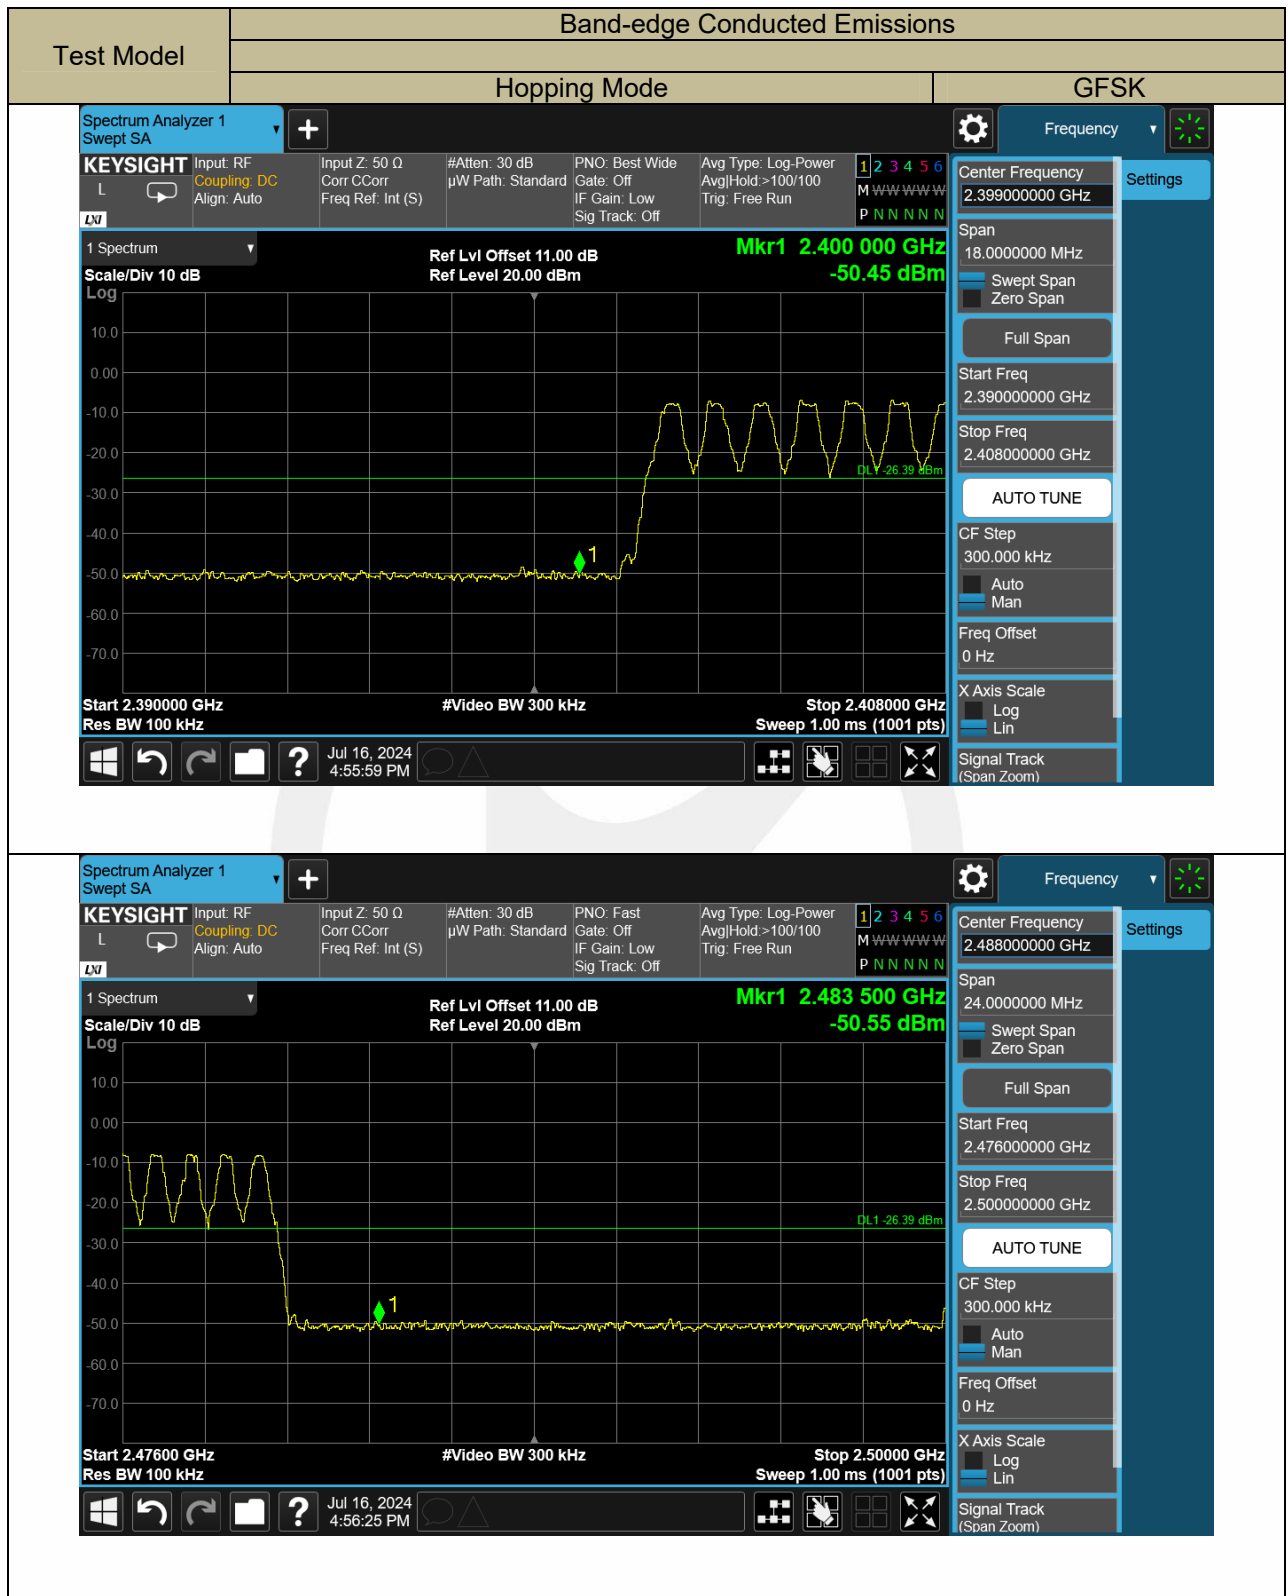 Band-edge Conducted Emissions
Test Model
Hopping Mode GFSK
Spectrum Analyzer 1
Swept SA
Frequency
KEYSIGHT
L
LXI
Input: RF
Coupling: DC
Align: Auto
Input Z: 50 Ω
Corr CCorr
Freq Ref: Int (S)
#Atten: 30 dB
µW Path: Standard
PNO: Best Wide
Gate: Off
IF Gain: Low
Sig Track: Off
Avg Type: Log-Power
Avg|Hold:>100/100
Trig: Free Run
1 2 3 4 5 6
M W W W W W
P N N N N N
1 Spectrum
Scale/Div 10 dB
Ref Lvl Offset 11.00 dB
Ref Level 20.00 dBm
Mkr1 2.400 000 GHz
-50.45 dBm
Log
10.0
0.00
-10.0
-20.0
-30.0
-40.0
-50.0
-60.0
-70.0
DL1 -26.39 dBm
1
Start 2.390000 GHz
Res BW 100 kHz
#Video BW 300 kHz
Stop 2.408000 GHz
Sweep 1.00 ms (1001 pts)
Jul 16, 2024
4:55:59 PM
Center Frequency
2.399000000 GHz
Settings
Span
18.0000000 MHz
Swept Span
Zero Span
Full Span
Start Freq
2.390000000 GHz
Stop Freq
2.408000000 GHz
AUTO TUNE
CF Step
300.000 kHz
Auto
Man
Freq Offset
0 Hz
X Axis Scale
Log
Lin
Signal Track
(Span Zoom)
Spectrum Analyzer 1
Swept SA
Frequency
KEYSIGHT
L
LXI
Input: RF
Coupling: DC
Align: Auto
Input Z: 50 Ω
Corr CCorr
Freq Ref: Int (S)
#Atten: 30 dB
µW Path: Standard
PNO: Fast
Gate: Off
IF Gain: Low
Sig Track: Off
Avg Type: Log-Power
Avg|Hold:>100/100
Trig: Free Run
1 2 3 4 5 6
M W W W W W
P N N N N N
1 Spectrum
Scale/Div 10 dB
Ref Lvl Offset 11.00 dB
Ref Level 20.00 dBm
Mkr1 2.483 500 GHz
-50.55 dBm
Log
10.0
0.00
-10.0
-20.0
-30.0
-40.0
-50.0
-60.0
-70.0
DL1 -26.39 dBm
1
Start 2.47600 GHz
Res BW 100 kHz
#Video BW 300 kHz
Stop 2.50000 GHz
Sweep 1.00 ms (1001 pts)
Jul 16, 2024
4:56:25 PM
Center Frequency
2.488000000 GHz
Settings
Span
24.0000000 MHz
Swept Span
Zero Span
Full Span
Start Freq
2.476000000 GHz
Stop Freq
2.500000000 GHz
AUTO TUNE
CF Step
300.000 kHz
Auto
Man
Freq Offset
0 Hz
X Axis Scale
Log
Lin
Signal Track
(Span Zoom)